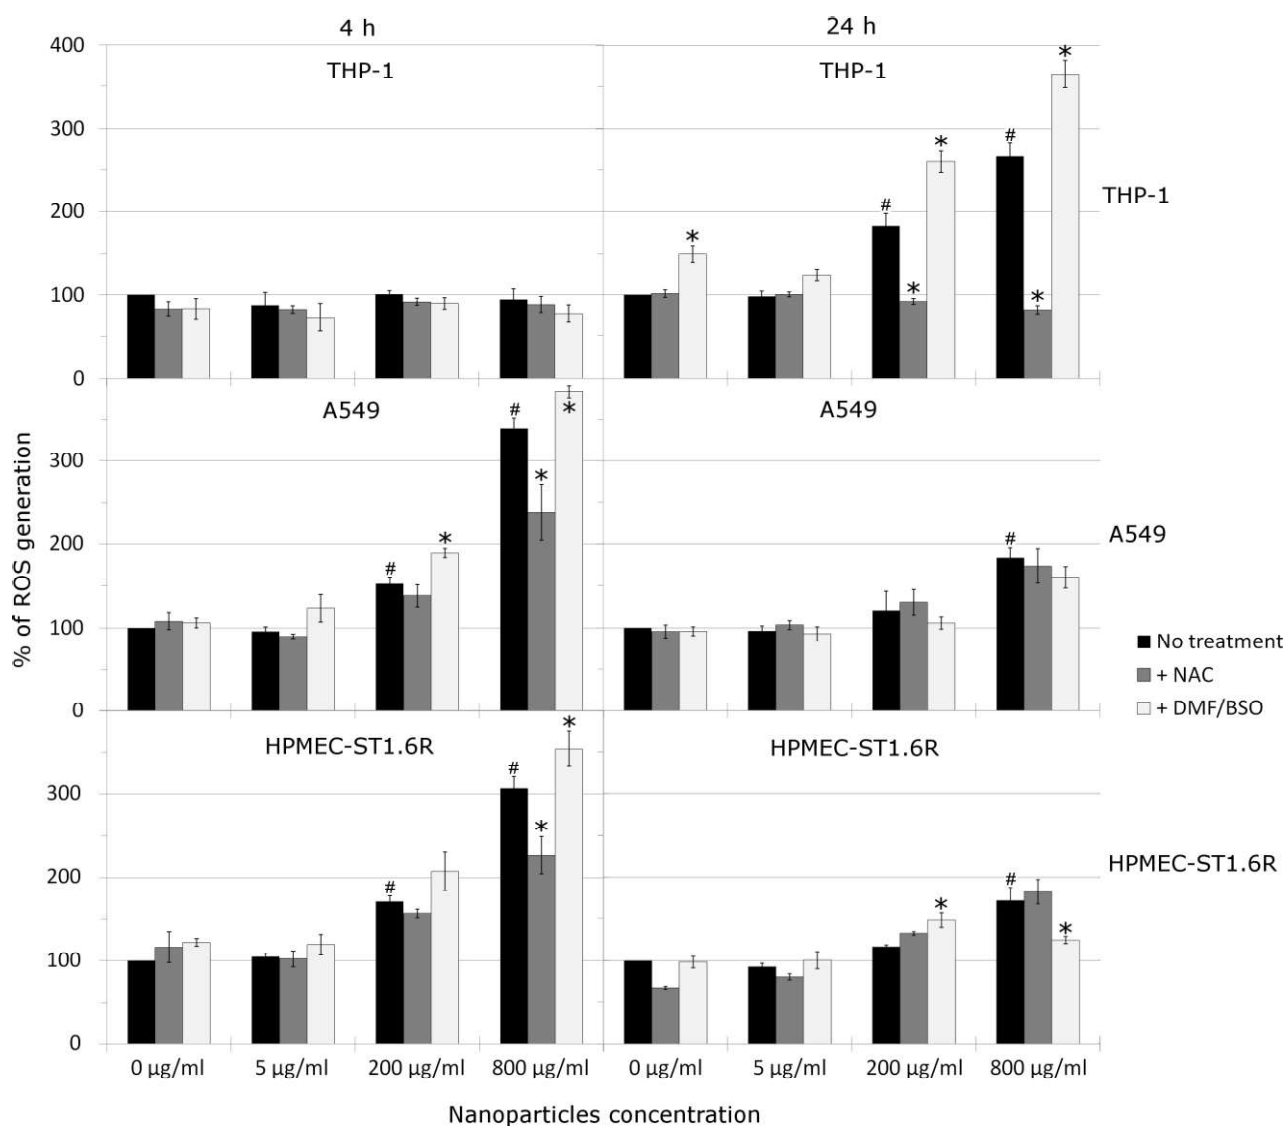 4 h
24 h
400
THP-1
THP-1
*
300
*
#
THP-1
#
200
*
*
*
100
0
A549
A549
#
*
300
*
#
A549
*
200
#
100
0
% of ROS generation
No treatment
+ NAC
+ DMF/BSO
HPMEC-ST1.6R
HPMEC-ST1.6R
*
#
300
*
HPMEC-ST1.6R
200
#
#
*
*
100
0
0 µg/ml 5 µg/ml 200 µg/ml 800 µg/ml 0 µg/ml 5 µg/ml 200 µg/ml 800 µg/ml
Nanoparticles concentration